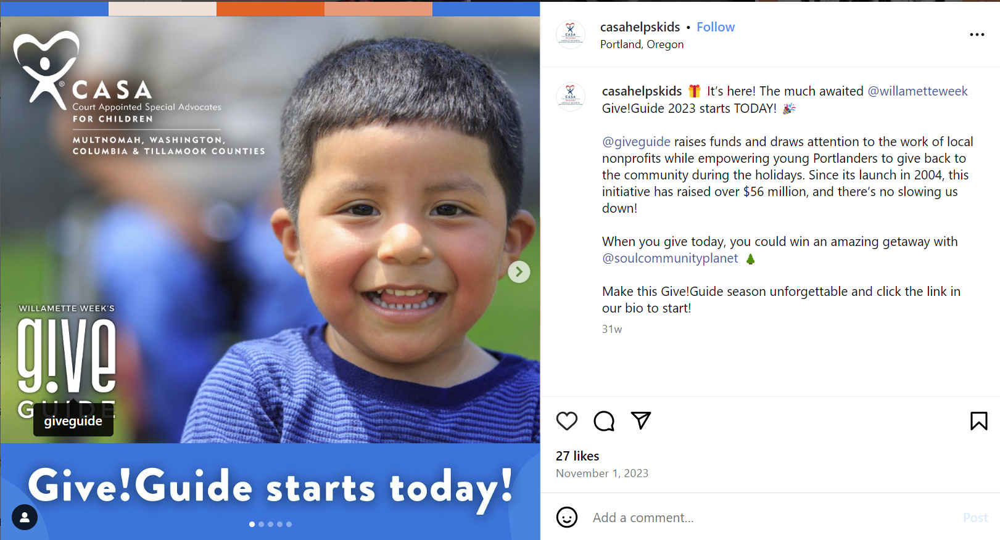 CASA
Court Appointed Special Advocates
FOR CHILDREN
MULTNOMAH, WASHINGTON,
COLUMBIA & TILLAMOOK COUNTIES
WILLAMETTE WEEK'S
g!ve
GUIDE
giveguide
Give!Guide starts today!
casahelpskids • Follow
Portland, Oregon
casahelpskids 🎁 It’s here! The much awaited @willametteweek
Give!Guide 2023 starts TODAY! 🎉
@giveguide raises funds and draws attention to the work of local
nonprofits while empowering young Portlanders to give back to
the community during the holidays. Since its launch in 2004, this
initiative has raised over $56 million, and there’s no slowing us
down!
When you give today, you could win an amazing getaway with
@soulcommunityplanet 🌲
Make this Give!Guide season unforgettable and click the link in
our bio to start!
31w
27 likes
November 1, 2023
Add a comment...
Post